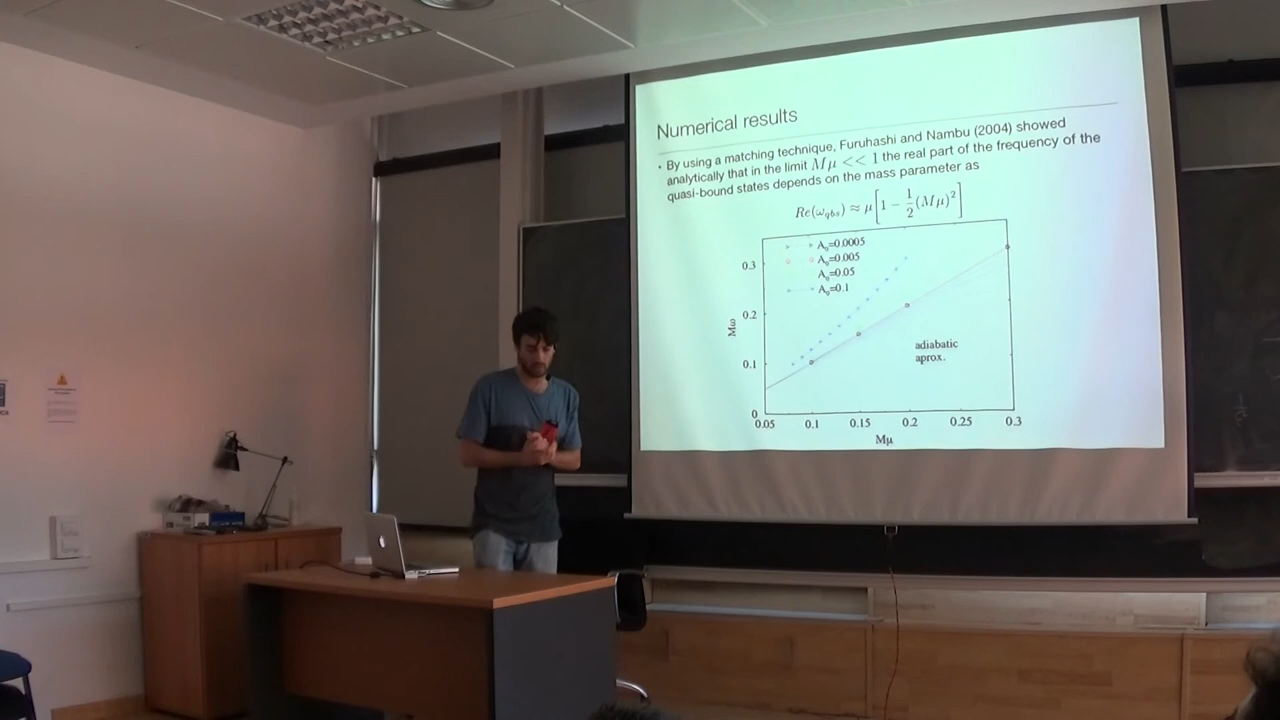 Numerical results
• By using a matching technique, Furuhashi and Nambu (2004) showed
analytically that in the limit Mμ << 1 the real part of the frequency of the
quasi-bound states depends on the mass parameter as
Re(ω_qbs) ≈ μ[1 − 1/2(Mμ)²]
A₀=0.0005
A₀=0.005
A₀=0.05
A₀=0.1
0.3
0.2
0.1
0
Mω
adiabatic
aprox.
0.05 0.1 0.15 0.2 0.25 0.3
Mμ